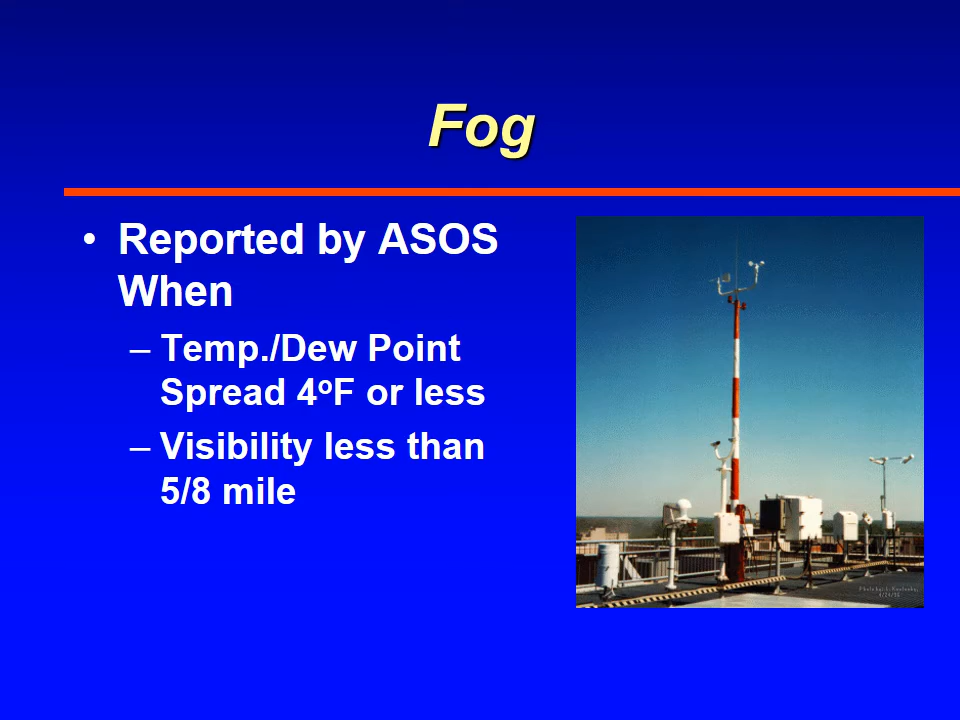 Fog
• Reported by ASOS
When
– Temp./Dew Point
Spread 4ºF or less
– Visibility less than
5/8 mile